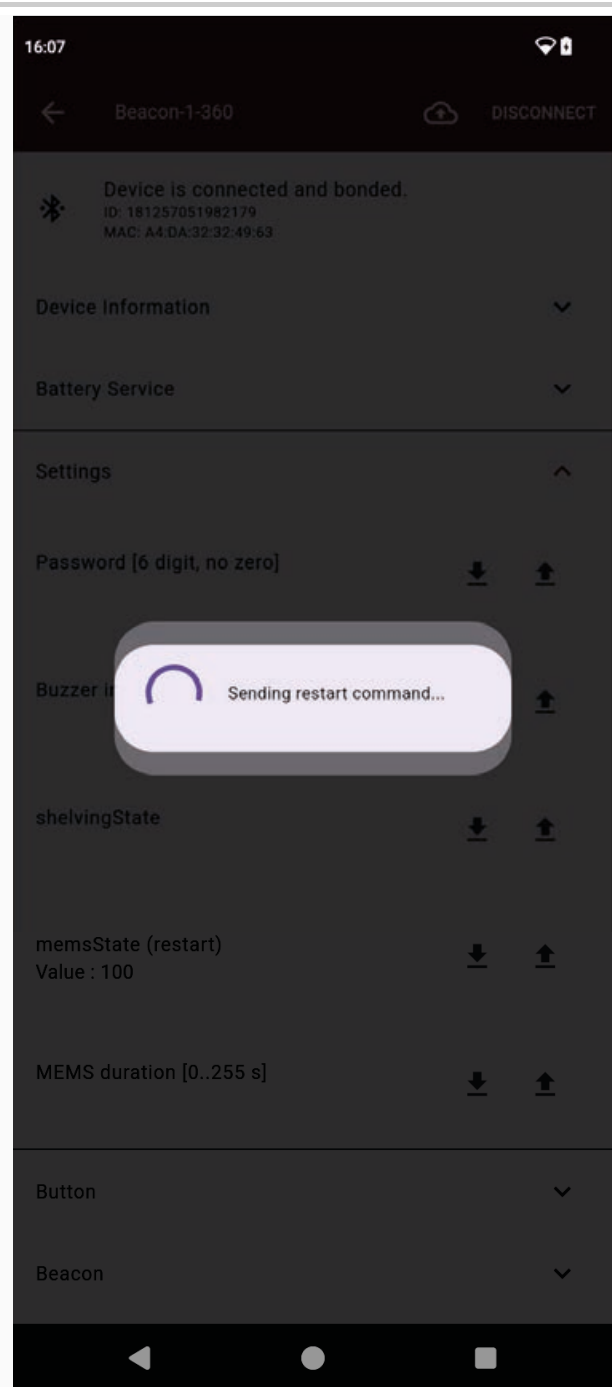 16:07
Beacon-1-360
DISCONNECT
Device is connected and bonded.
ID: 181257051982179
MAC: A4:DA:32:32:49:63
Device Information
Battery Service
Settings
Password [6 digit, no zero]
Buzzer
Sending restart command...
shelvingState
memsState (restart)
Value : 100
MEMS duration [0..255 s]
Button
Beacon